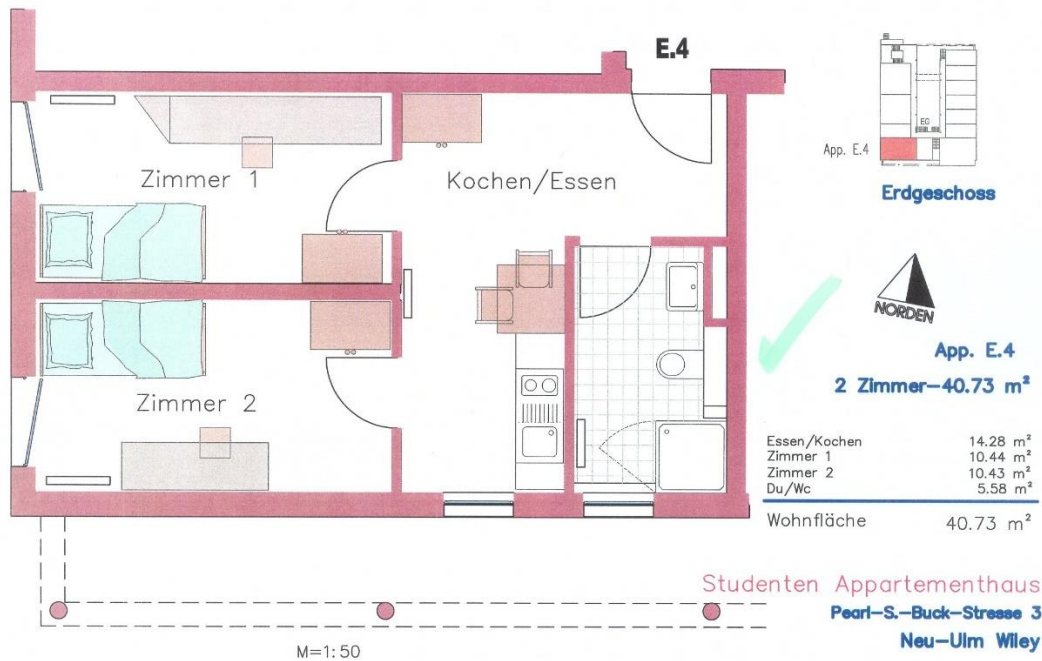 E.4
EG
App. E.4
Erdgeschoss
Zimmer 1
Kochen/Essen
NORDEN
App. E.4
2 Zimmer-40.73 m²
Zimmer 2
Essen/Kochen 14.28 m²
Zimmer 1 10.44 m²
Zimmer 2 10.43 m²
Du/Wc 5.58 m²
Wohnfläche 40.73 m²
Studenten Appartementhaus
Pearl-S.-Buck-Strasse 3
Neu-Ulm Wiley
M=1:50